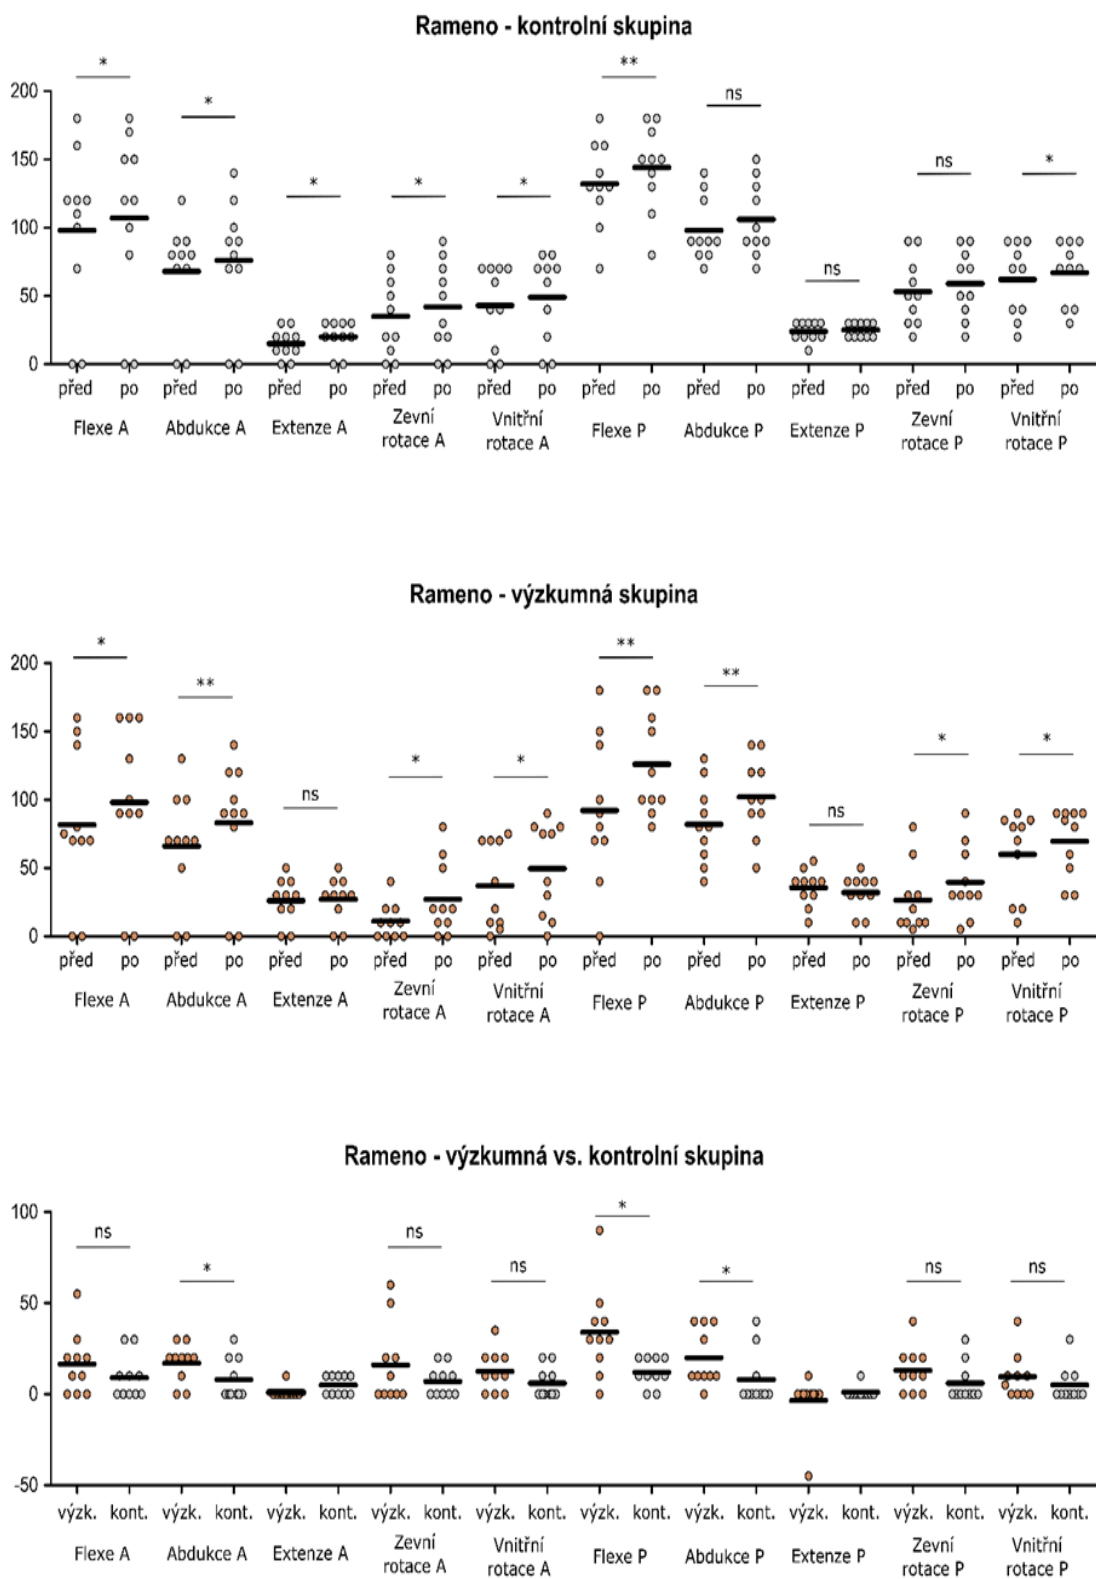 Rameno - kontrolní skupina
* * * * * ** ns ns ns *
200
150
100
50
0
před po před po před po před po před po před po před po před po před po před po
Flexe A Abdukce A Extenze A Zevní rotace A Vnitřní rotace A Flexe P Abdukce P Extenze P Zevní rotace P Vnitřní rotace P
Rameno - výzkumná skupina
* ** ns * * ** ** ns * *
200
150
100
50
0
před po před po před po před po před po před po před po před po před po před po
Flexe A Abdukce A Extenze A Zevní rotace A Vnitřní rotace A Flexe P Abdukce P Extenze P Zevní rotace P Vnitřní rotace P
Rameno - výzkumná vs. kontrolní skupina
ns * ns ns * * ns ns
100
50
0
-50
výzk. kont. výzk. kont. výzk. kont. výzk. kont. výzk. kont. výzk. kont. výzk. kont. výzk. kont. výzk. kont. výzk. kont.
Flexe A Abdukce A Extenze A Zevní rotace A Vnitřní rotace A Flexe P Abdukce P Extenze P Zevní rotace P Vnitřní rotace P